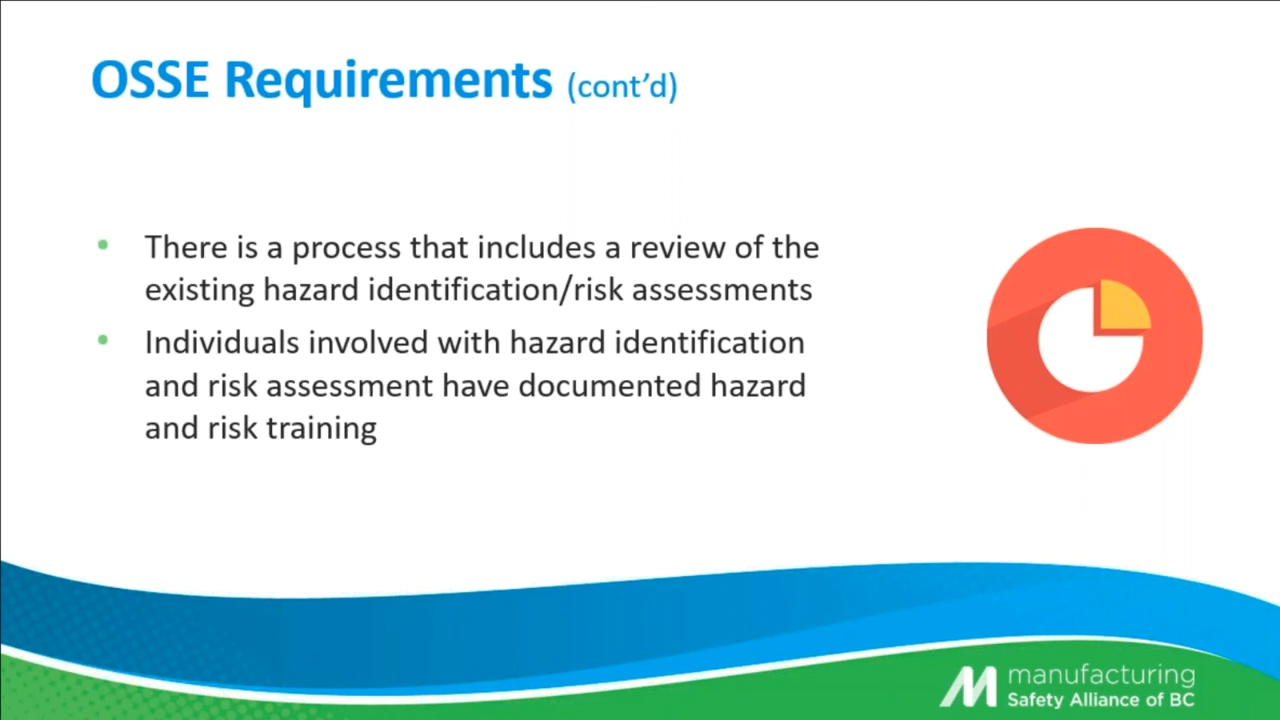 OSSE Requirements (cont’d)
• There is a process that includes a review of the
existing hazard identification/risk assessments
• Individuals involved with hazard identification
and risk assessment have documented hazard
and risk training
manufacturing
Safety Alliance of BC